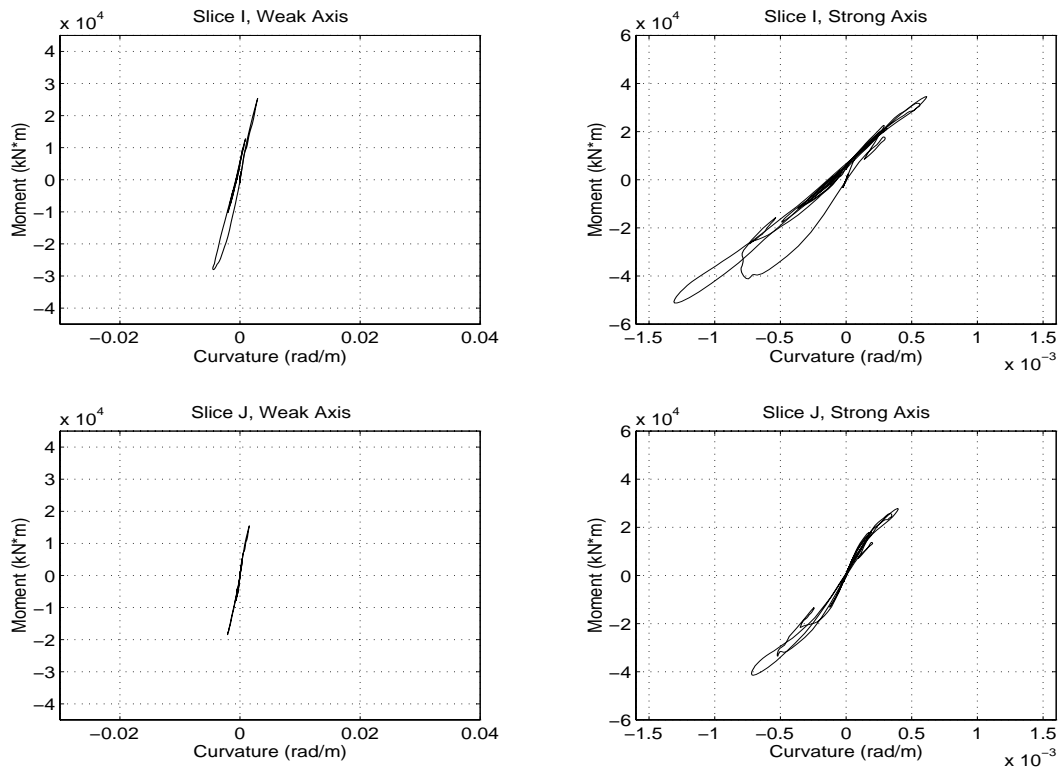 Slice I, Weak Axis
x 10^4
Moment (kN*m)
4
3
2
1
0
−1
−2
−3
−4
−0.02 0 0.02 0.04
Curvature (rad/m)
Slice I, Strong Axis
x 10^4
Moment (kN*m)
6
4
2
0
−2
−4
−6
−1.5 −1 −0.5 0 0.5 1 1.5
Curvature (rad/m)
x 10^−3
Slice J, Weak Axis
x 10^4
Moment (kN*m)
4
3
2
1
0
−1
−2
−3
−4
−0.02 0 0.02 0.04
Curvature (rad/m)
Slice J, Strong Axis
x 10^4
Moment (kN*m)
6
4
2
0
−2
−4
−6
−1.5 −1 −0.5 0 0.5 1 1.5
Curvature (rad/m)
x 10^−3